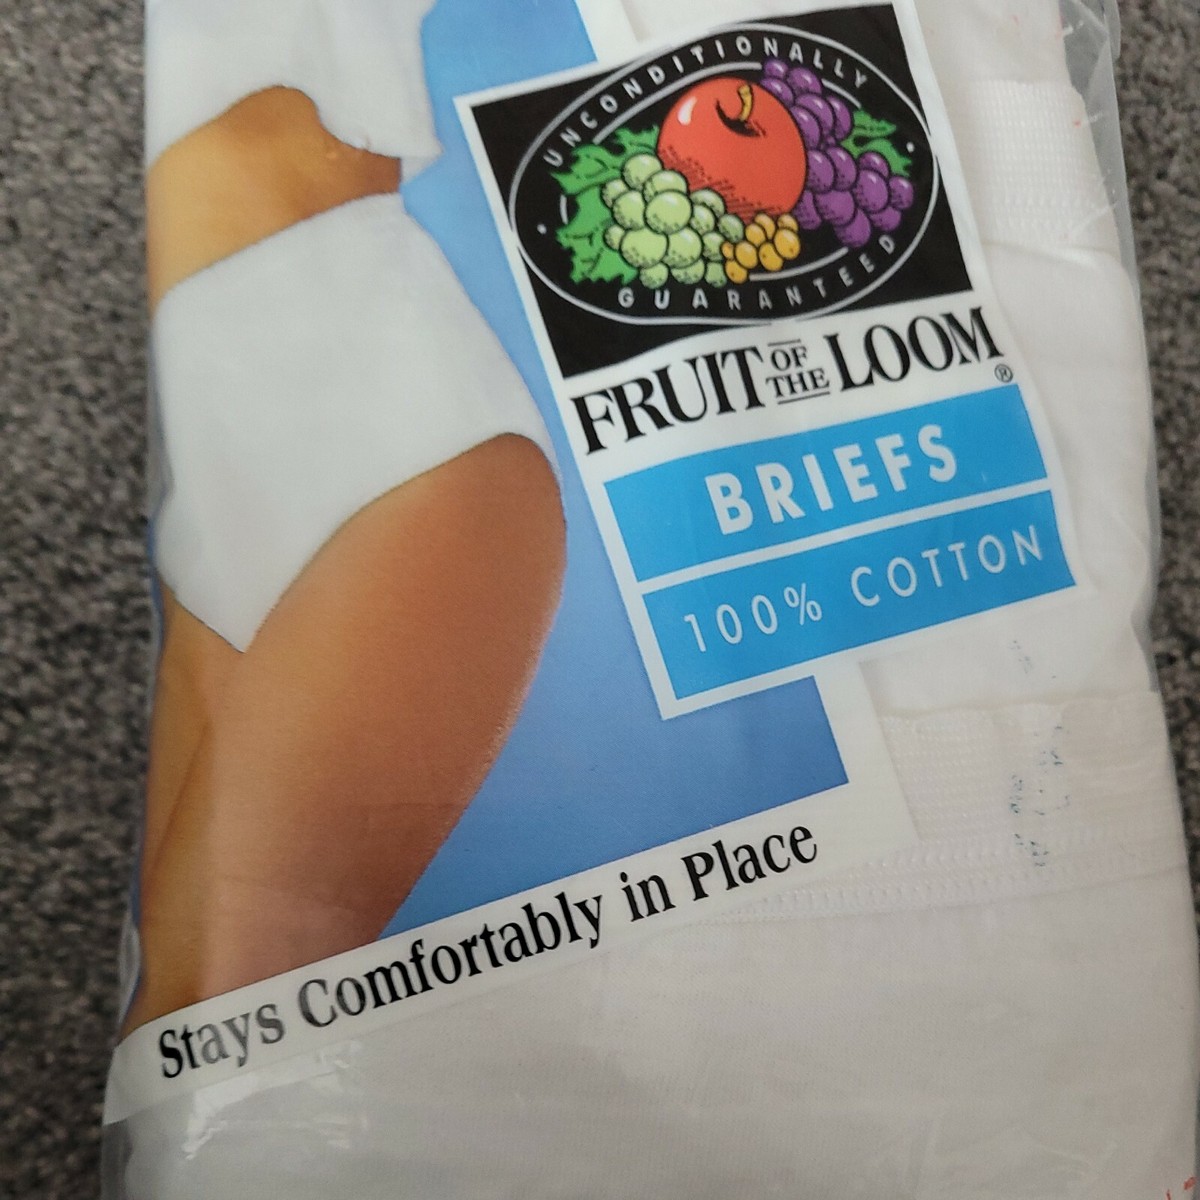 UNCONDITIONALLY
GUARANTEED
FRUIT OF THE LOOM®
BRIEFS
100% COTTON
Stays Comfortably in Place